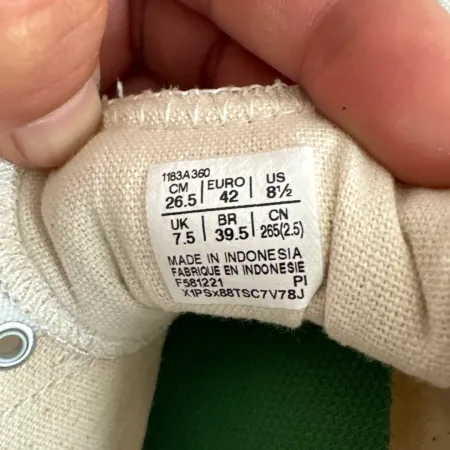 1183A360
CM 26.5 | EURO 42 | US 8½
UK 7.5 | BR 39.5 | CN 265(2.5)
MADE IN INDONESIA
FABRIQUE EN INDONESIE
F581221 PI
X1PSx88TSC7V78J